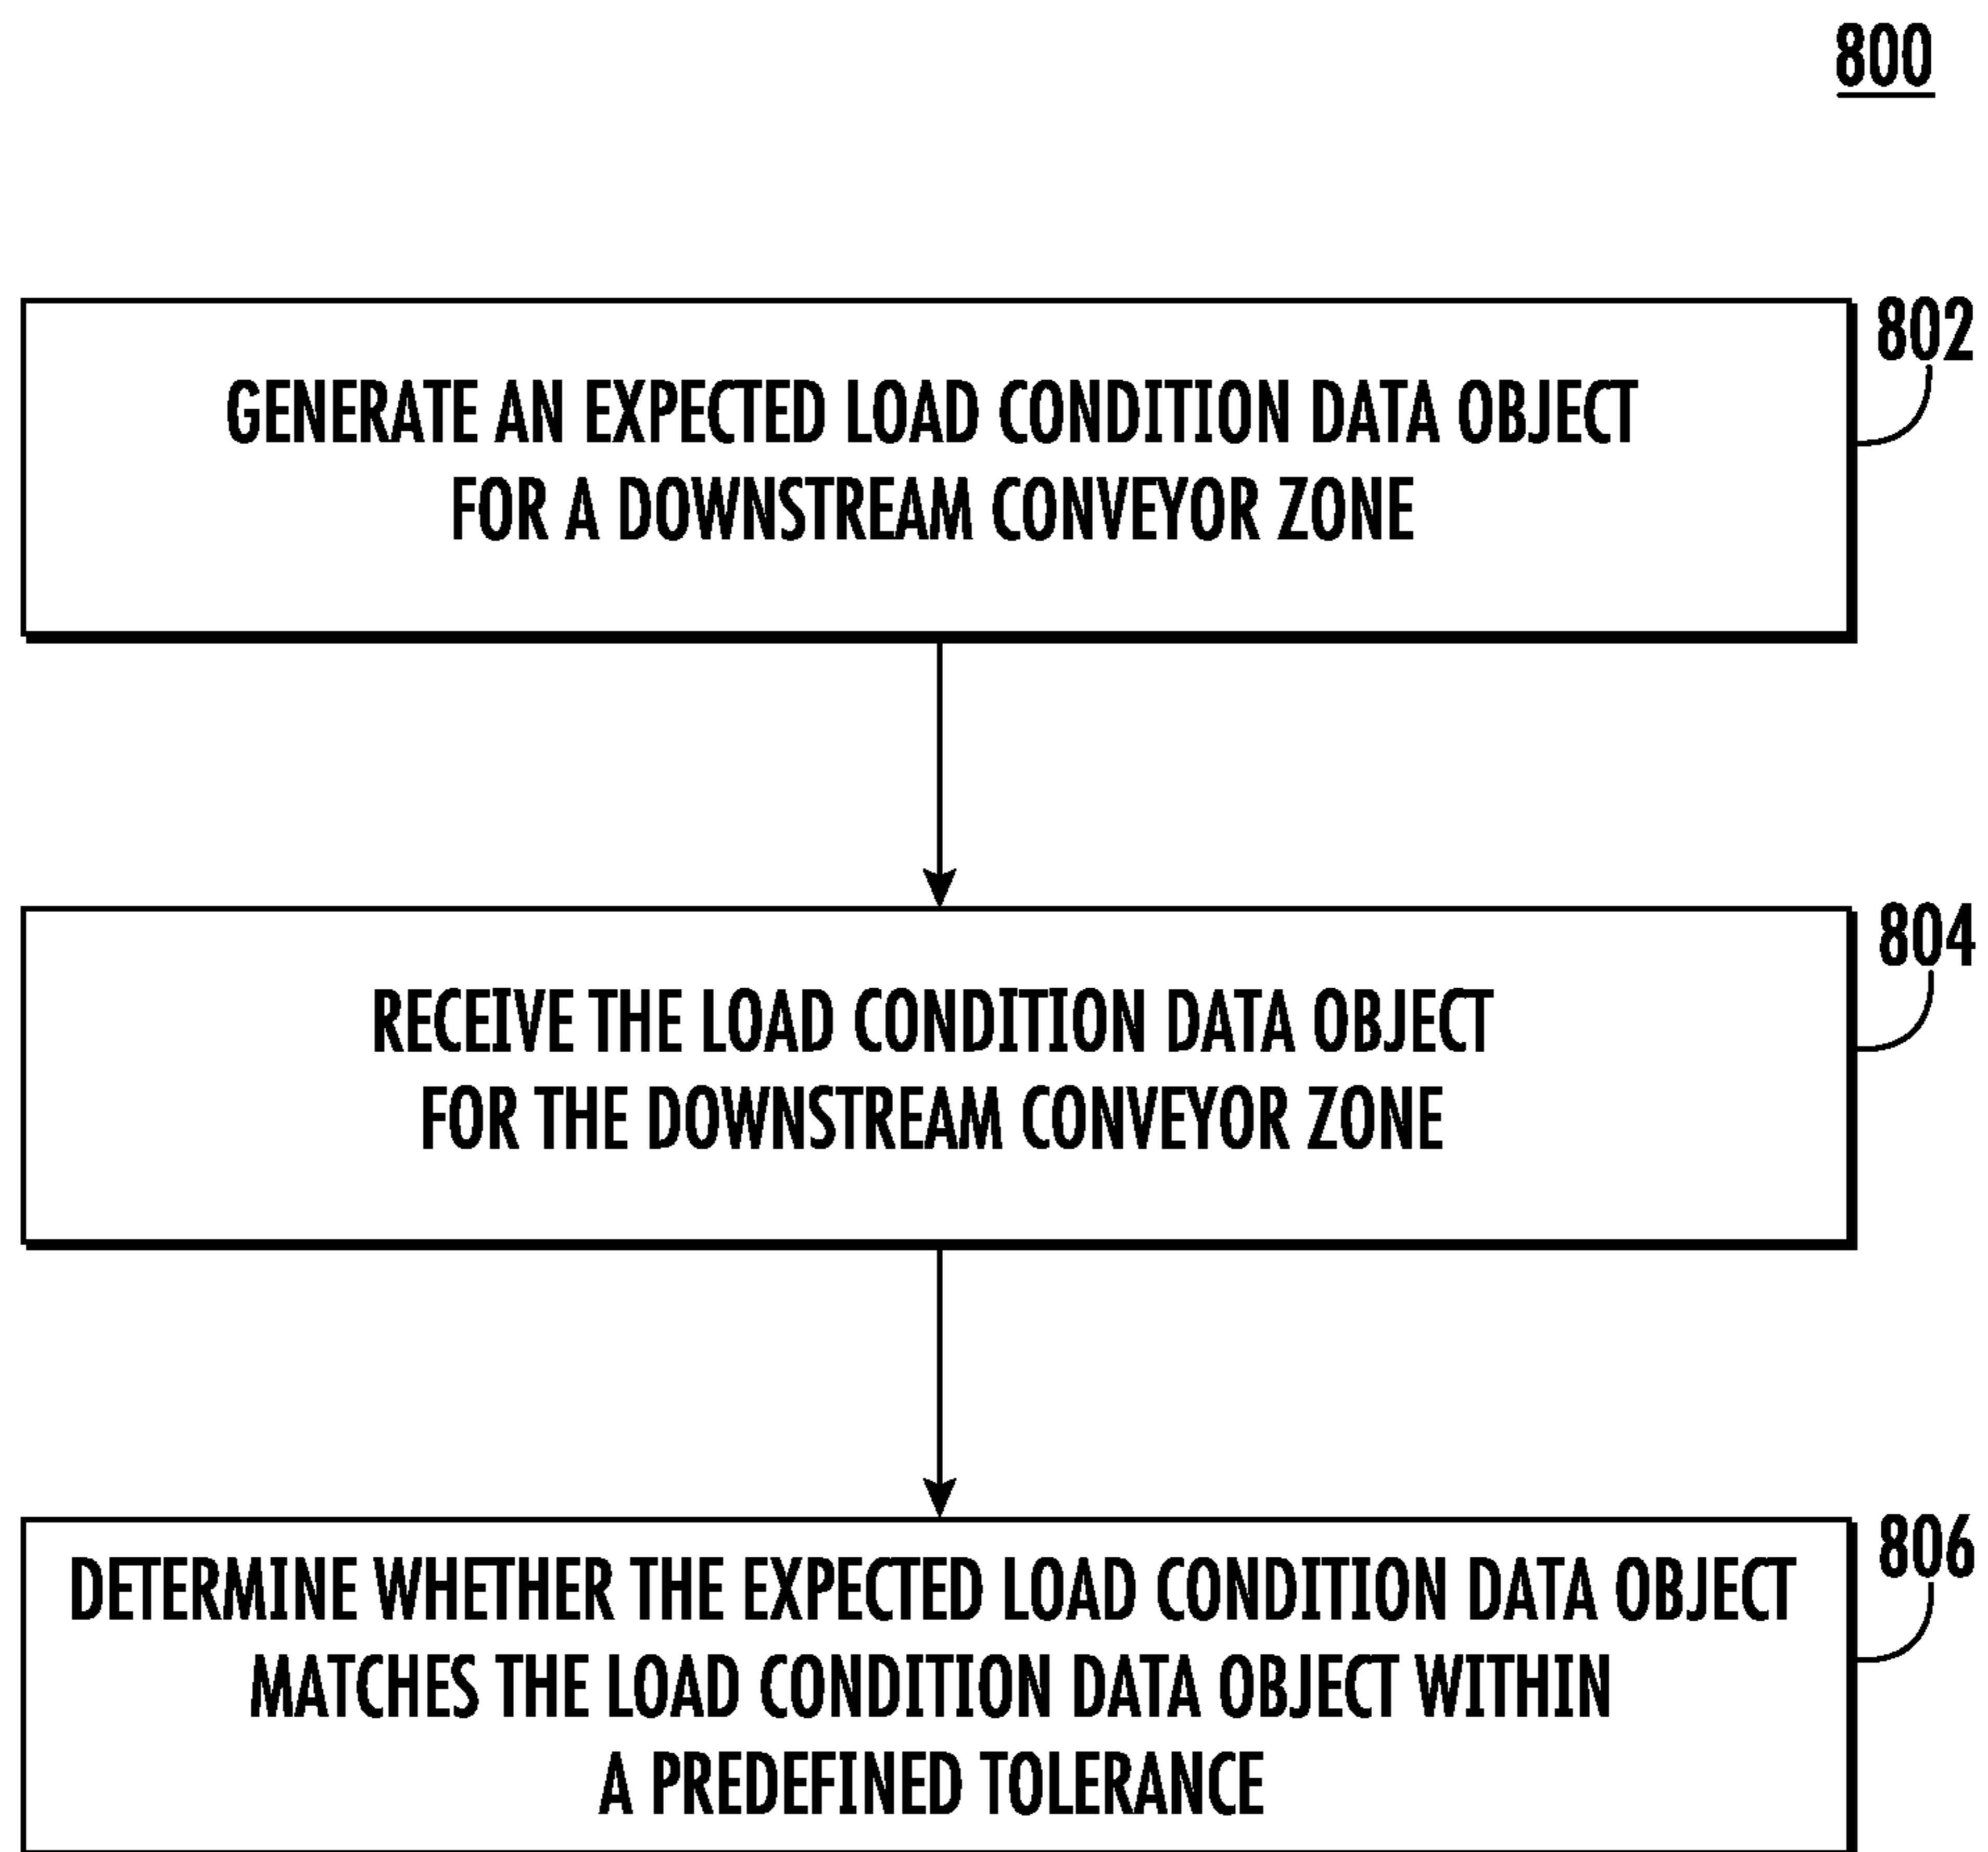 800
802
GENERATE AN EXPECTED LOAD CONDITION DATA OBJECT
FOR A DOWNSTREAM CONVEYOR ZONE
804
RECEIVE THE LOAD CONDITION DATA OBJECT
FOR THE DOWNSTREAM CONVEYOR ZONE
806
DETERMINE WHETHER THE EXPECTED LOAD CONDITION DATA OBJECT
MATCHES THE LOAD CONDITION DATA OBJECT WITHIN
A PREDEFINED TOLERANCE